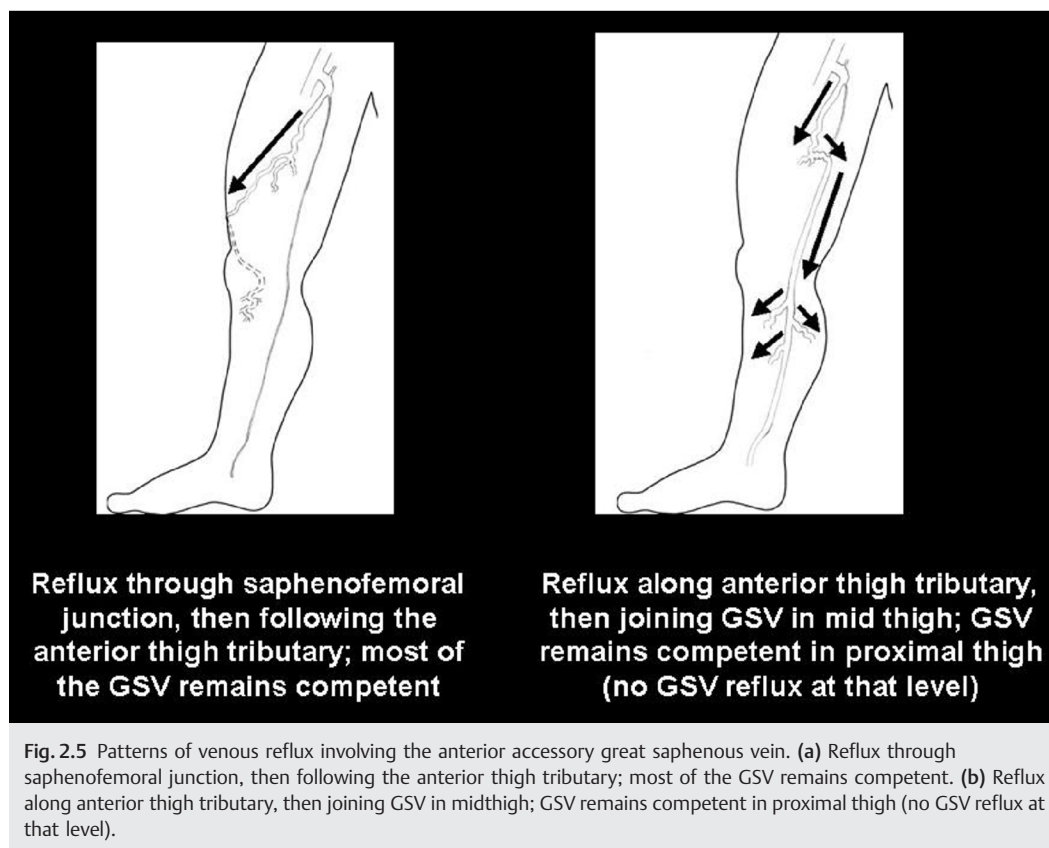 Reflux through saphenofemoral
junction, then following the
anterior thigh tributary; most of
the GSV remains competent
Reflux along anterior thigh tributary,
then joining GSV in mid thigh; GSV
remains competent in proximal thigh
(no GSV reflux at that level)
Fig. 2.5 Patterns of venous reflux involving the anterior accessory great saphenous vein. (a) Reflux through
saphenofemoral junction, then following the anterior thigh tributary; most of the GSV remains competent. (b) Reflux
along anterior thigh tributary, then joining GSV in midthigh; GSV remains competent in proximal thigh (no GSV reflux at
that level).